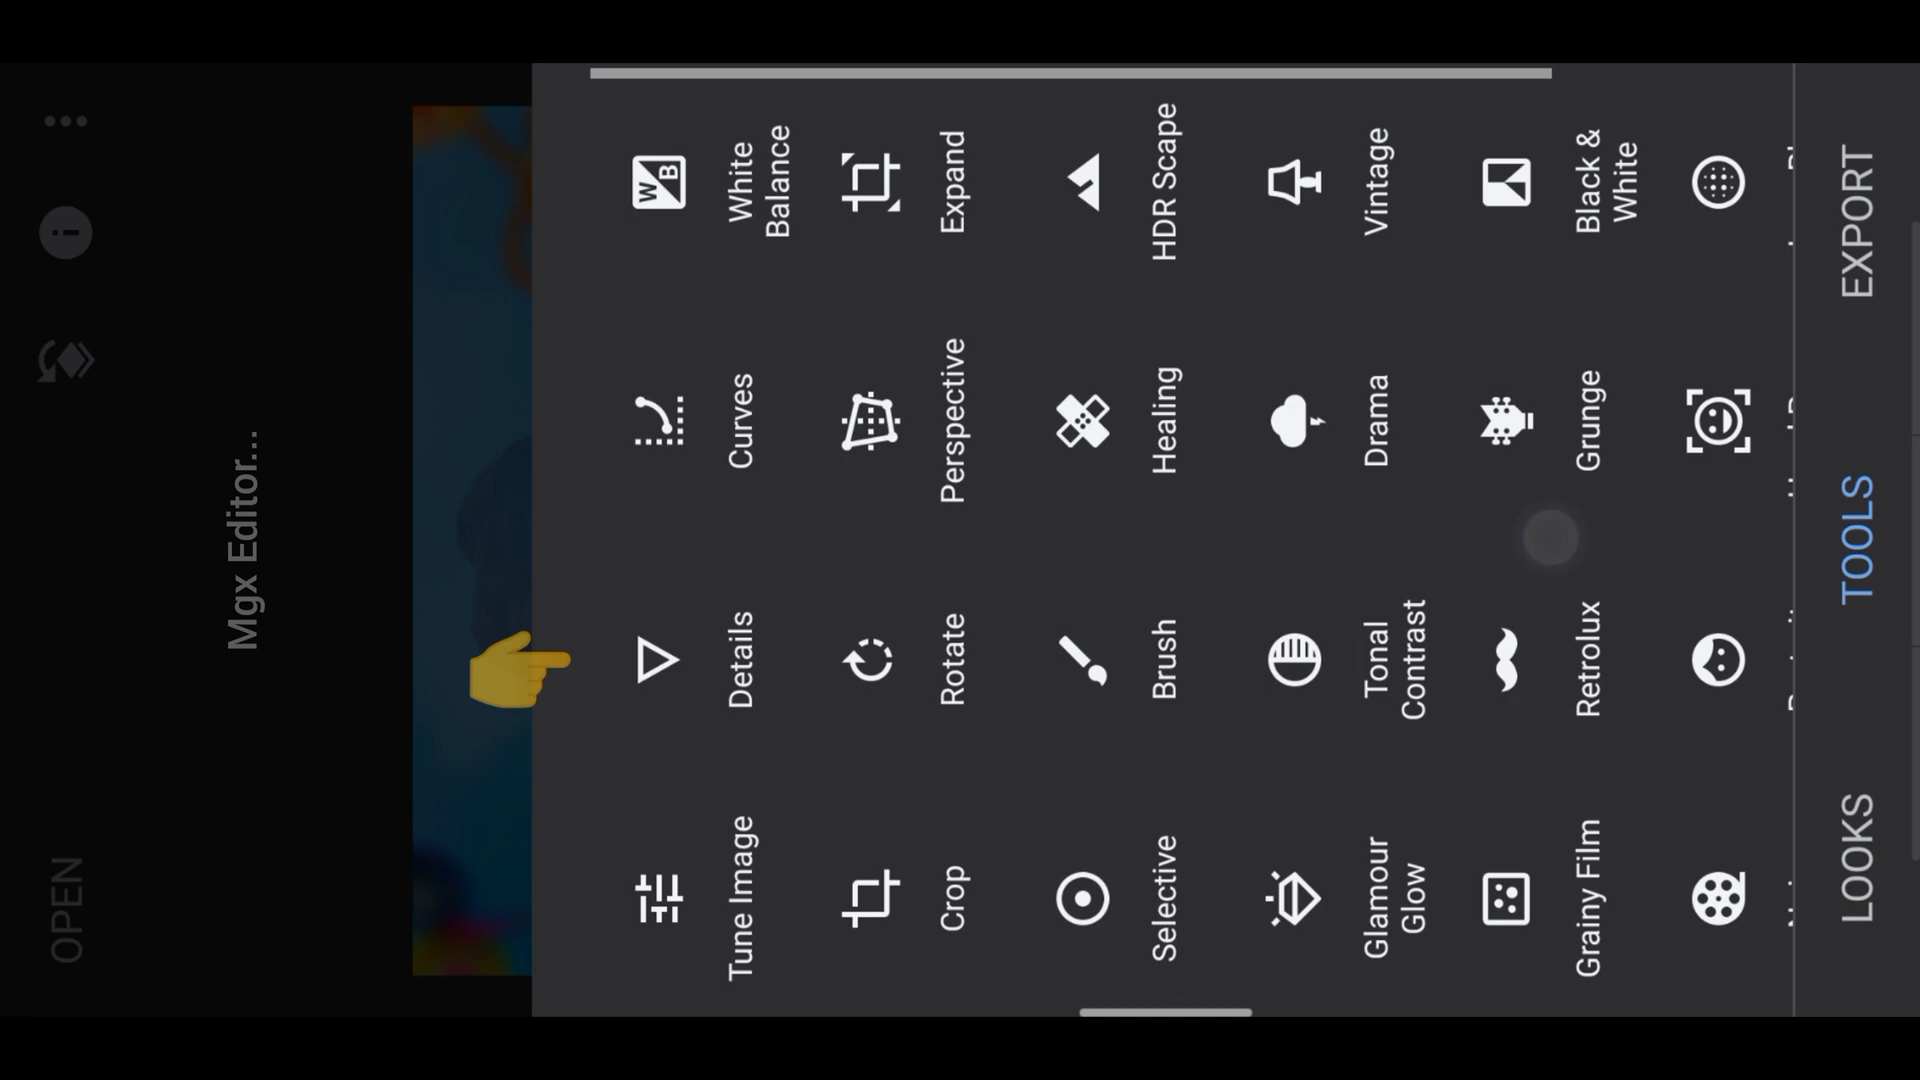 OPEN
Mgx Editor...
Tune Image
Details
Curves
White
Balance
Crop
Rotate
Perspective
Expand
Selective
Brush
Healing
HDR Scape
Glamour
Glow
Tonal
Contrast
Drama
Vintage
Grainy Film
Retrolux
Grunge
Black &
White
LOOKS
TOOLS
EXPORT